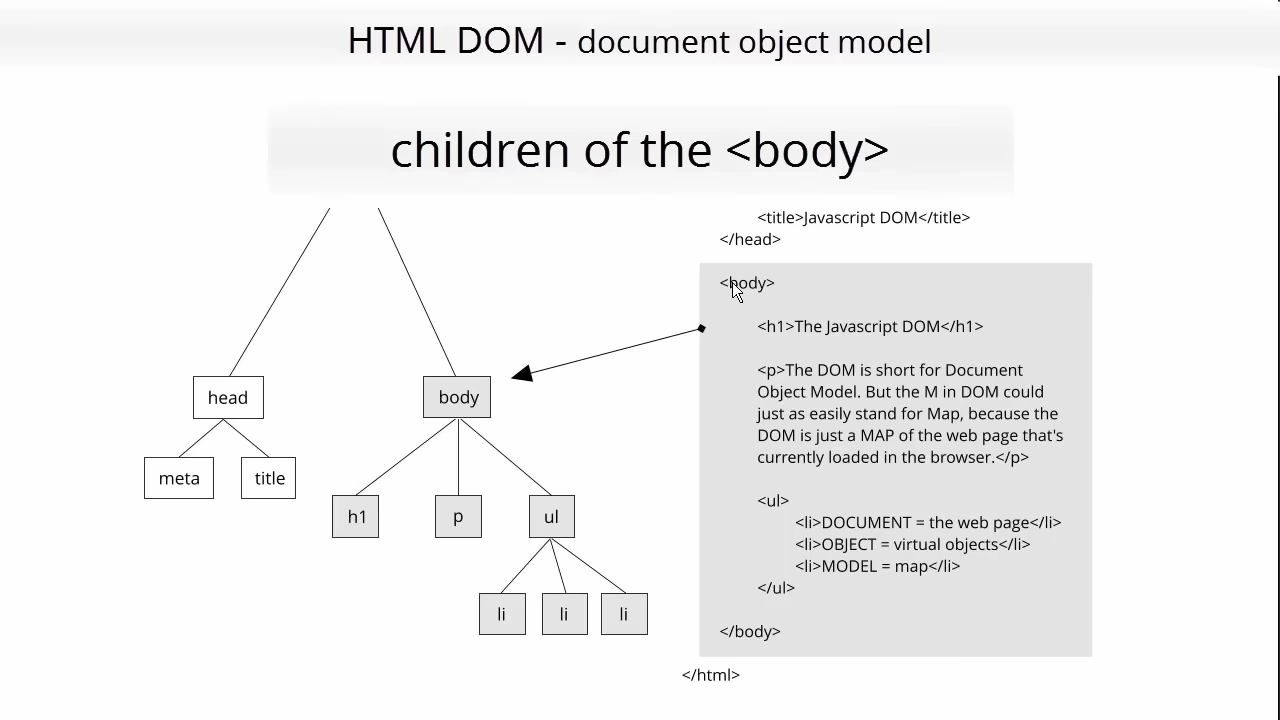 HTML DOM - document object model
children of the <body>
<title>Javascript DOM</title>
</head>
<body>
<h1>The Javascript DOM</h1>
<p>The DOM is short for Document
Object Model. But the M in DOM could
just as easily stand for Map, because the
DOM is just a MAP of the web page that's
currently loaded in the browser.</p>
<ul>
<li>DOCUMENT = the web page</li>
<li>OBJECT = virtual objects</li>
<li>MODEL = map</li>
</ul>
</body>
</html>
head
body
meta
title
h1
p
ul
li
li
li